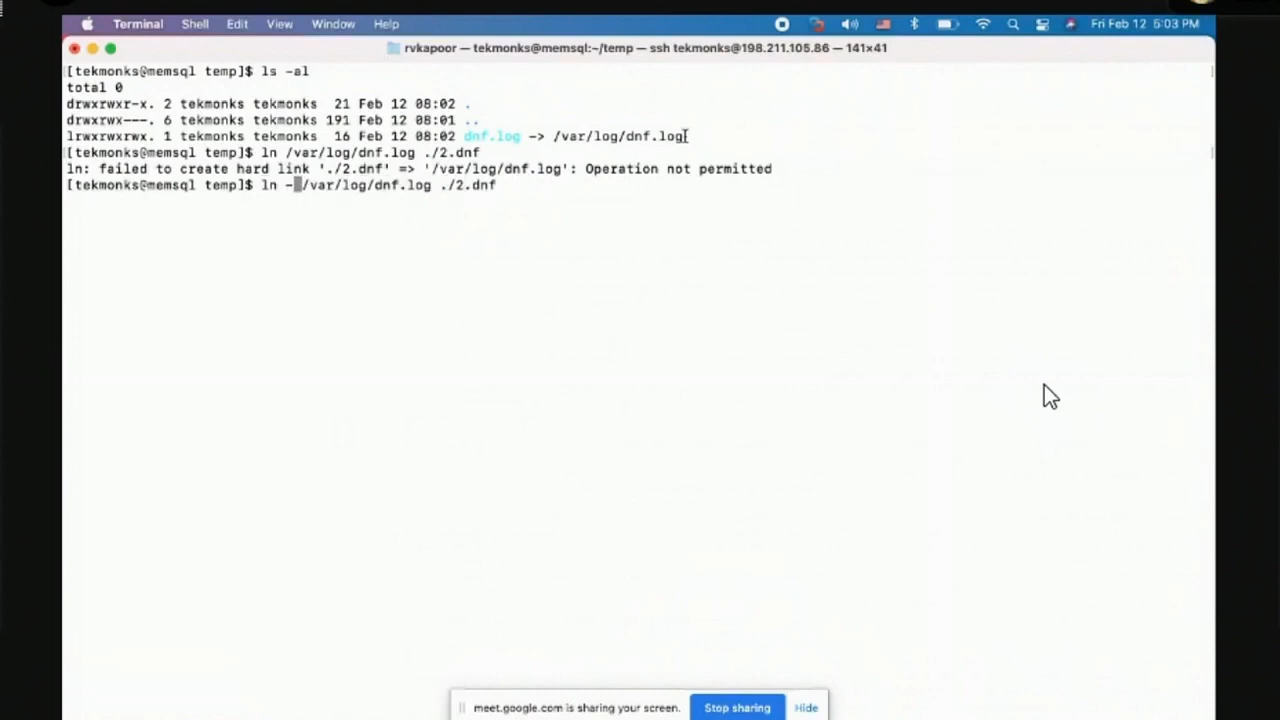 Terminal Shell Edit View Window Help Fri Feb 12 5:03 PM
rvkapoor — tekmonks@memsql:~/temp — ssh tekmonks@198.211.105.86 — 141×41
[tekmonks@memsql temp]$ ls -al
total 0
drwxrwxr-x. 2 tekmonks tekmonks  21 Feb 12 08:02 .
drwxrwx---. 6 tekmonks tekmonks 191 Feb 12 08:01 ..
lrwxrwxrwx. 1 tekmonks tekmonks  16 Feb 12 08:02 dnf.log -> /var/log/dnf.log
[tekmonks@memsql temp]$ ln /var/log/dnf.log ./2.dnf
ln: failed to create hard link './2.dnf' => '/var/log/dnf.log': Operation not permitted
[tekmonks@memsql temp]$ ln - /var/log/dnf.log ./2.dnf
meet.google.com is sharing your screen. Stop sharing Hide